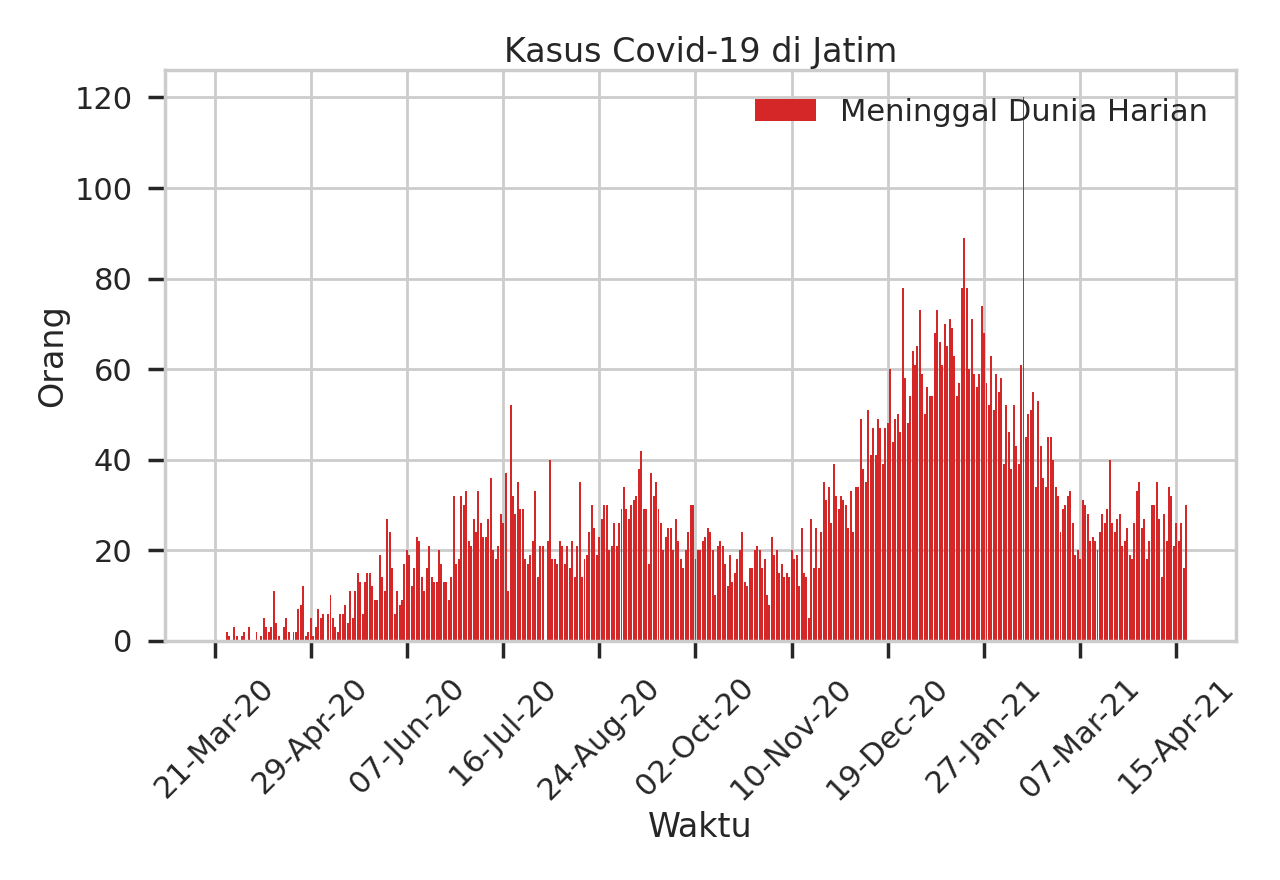 Kasus Covid-19 di Jatim
Meninggal Dunia Harian
120
100
80
60
40
20
0
Orang
21-Mar-20
29-Apr-20
07-Jun-20
16-Jul-20
24-Aug-20
02-Oct-20
10-Nov-20
19-Dec-20
27-Jan-21
07-Mar-21
15-Apr-21
Waktu